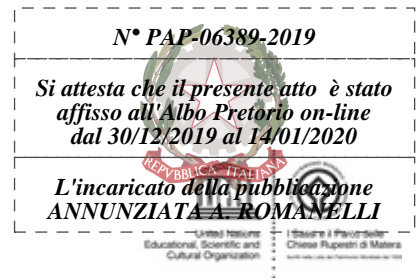 N° PAP-06389-2019
Si attesta che il presente atto è stato
affisso all'Albo Pretorio on-line
dal 30/12/2019 al 14/01/2020
REPVBBLICA ITALIANA
L'incaricato della pubblicazione
ANNUNZIATA A. ROMANELLI
United Nations
Educational, Scientific and
Cultural Organization
I Sassi e il Parco delle
Chiese Rupestri di Matera